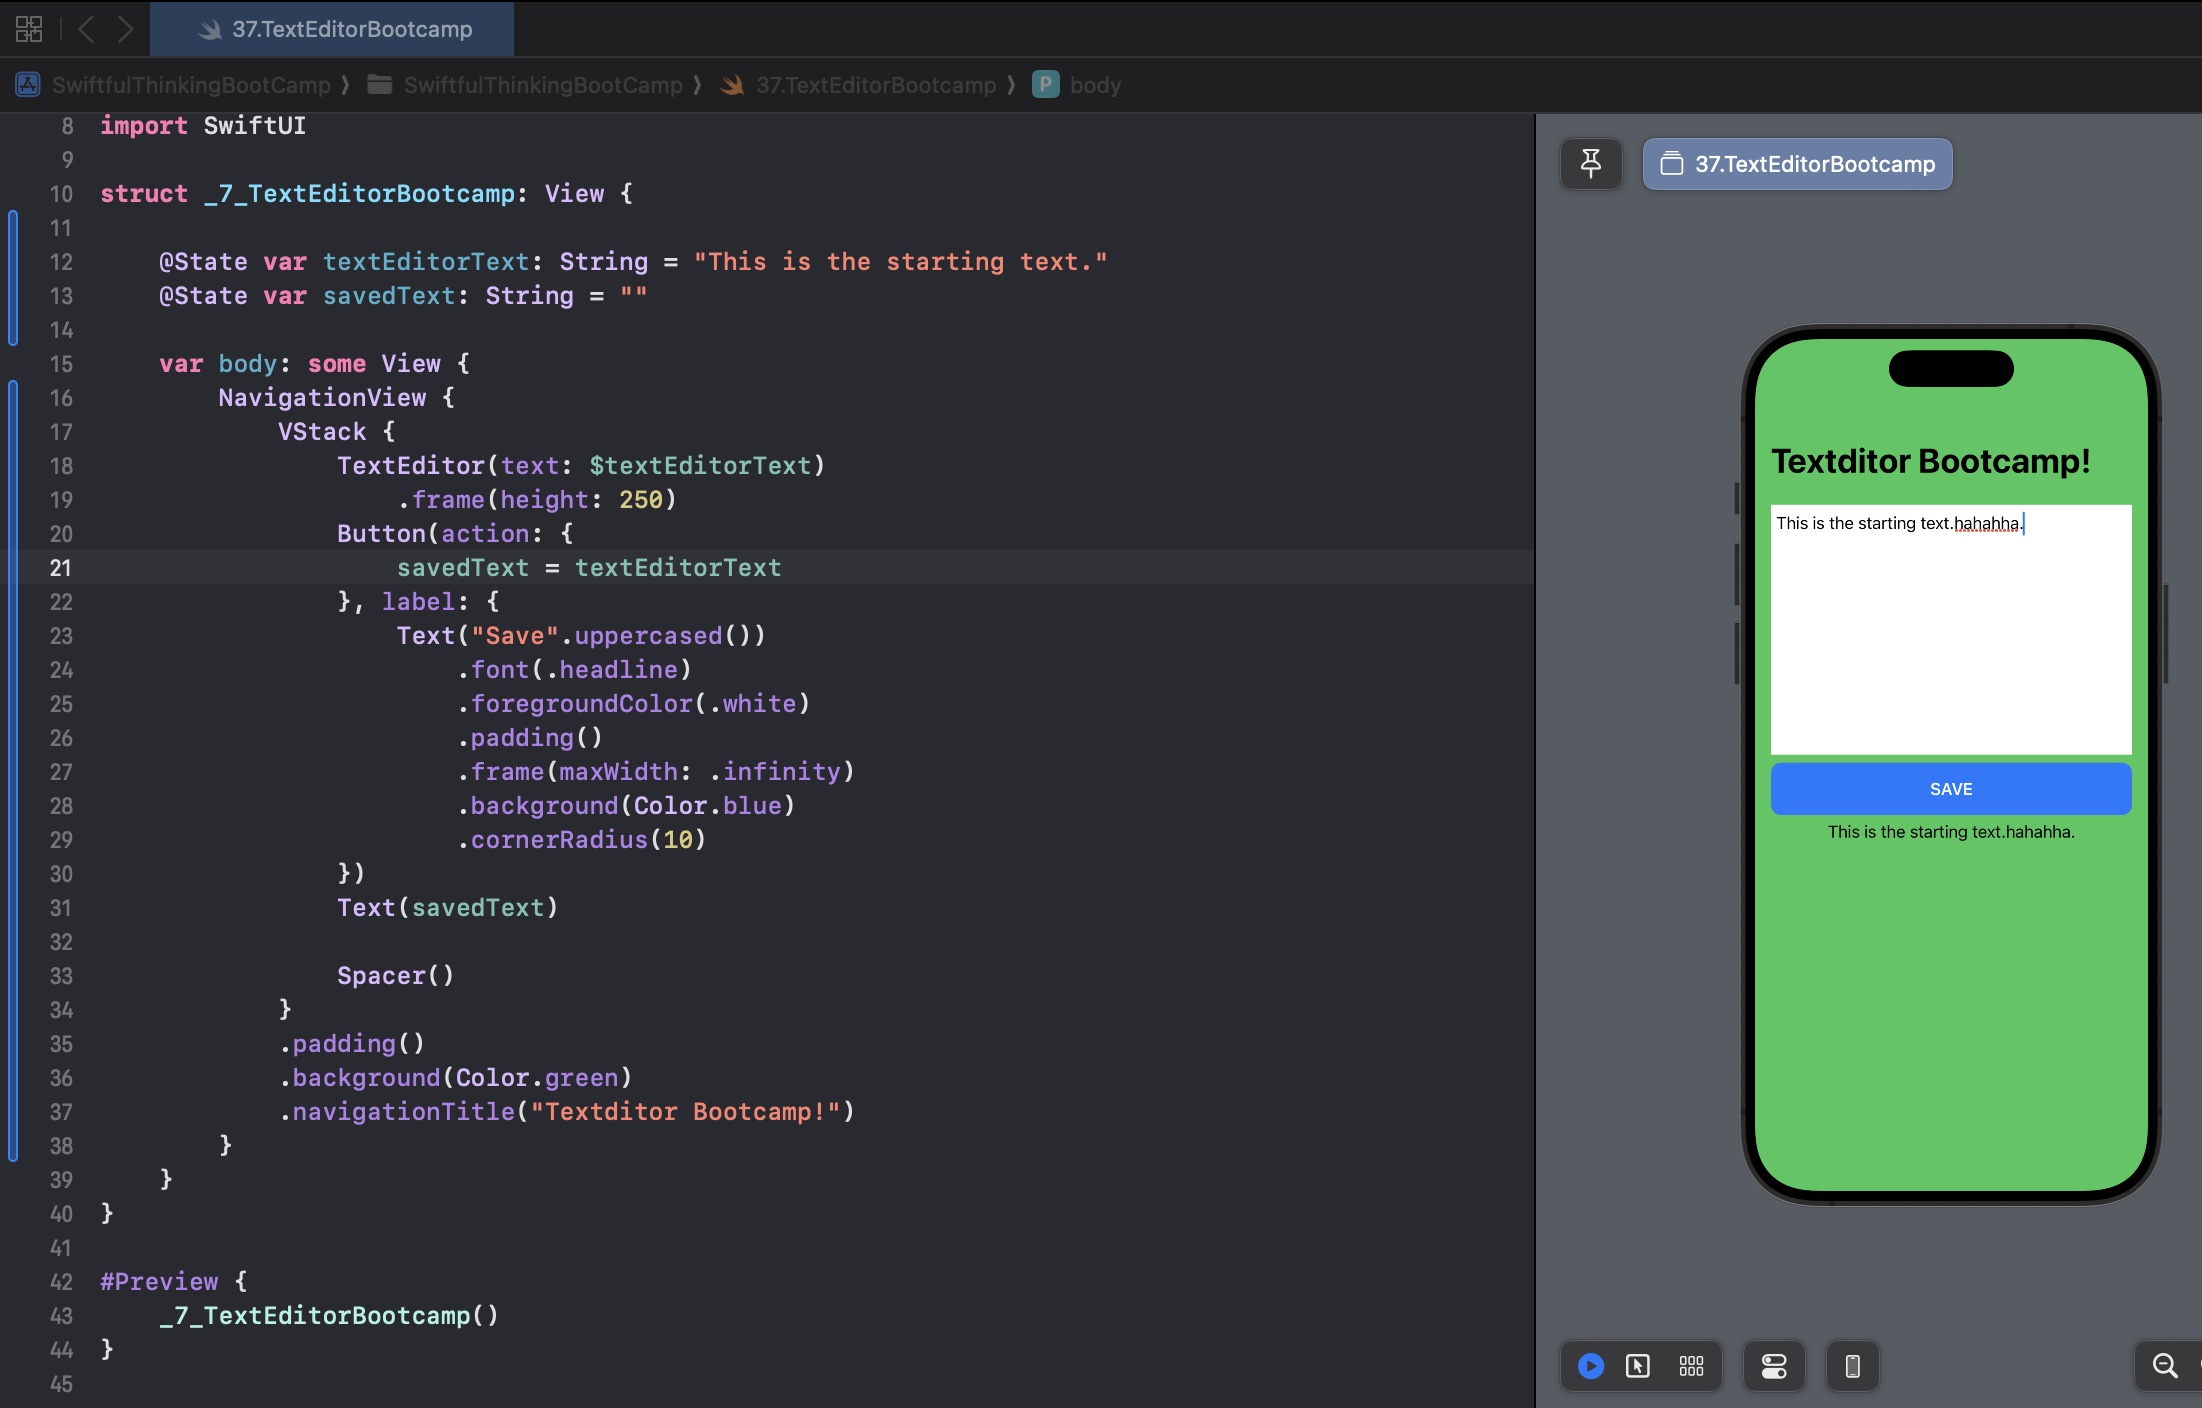 37.TextEditorBootcamp
SwiftfulThinkingBootCamp ⟩ SwiftfulThinkingBootCamp ⟩ 37.TextEditorBootcamp ⟩ P body
8 import SwiftUI
9
10 struct _7_TextEditorBootcamp: View {
11
12 @State var textEditorText: String = "This is the starting text."
13 @State var savedText: String = ""
14
15 var body: some View {
16 NavigationView {
17 VStack {
18 TextEditor(text: $textEditorText)
19 .frame(height: 250)
20 Button(action: {
21 savedText = textEditorText
22 }, label: {
23 Text("Save".uppercased())
24 .font(.headline)
25 .foregroundColor(.white)
26 .padding()
27 .frame(maxWidth: .infinity)
28 .background(Color.blue)
29 .cornerRadius(10)
30 })
31 Text(savedText)
32
33 Spacer()
34 }
35 .padding()
36 .background(Color.green)
37 .navigationTitle("Textditor Bootcamp!")
38 }
39 }
40 }
41
42 #Preview {
43 _7_TextEditorBootcamp()
44 }
45
37.TextEditorBootcamp
Textditor Bootcamp!
This is the starting text.hahahha.
SAVE
This is the starting text.hahahha.